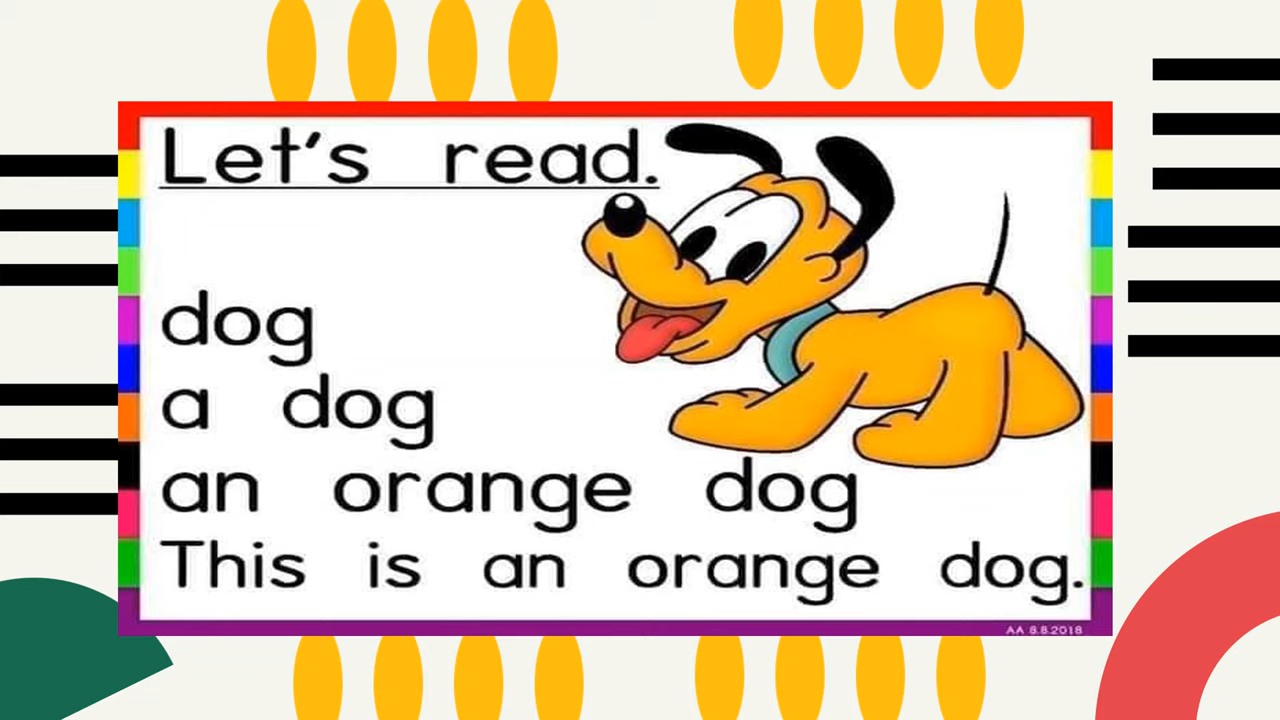 Let's read.
dog
a dog
an orange dog
This is an orange dog.
AA 8.8.2018